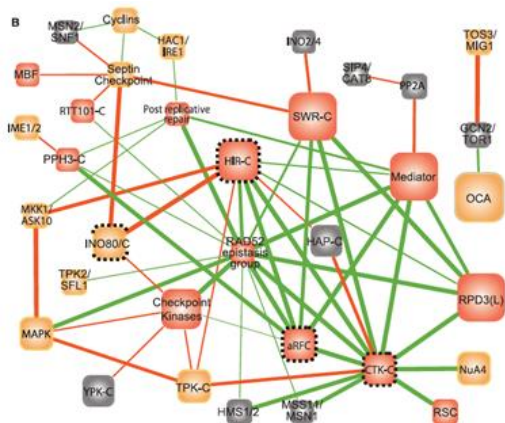 B
MSN2/
SNF1
Cyclins
HAC1/
IRE1
INO2/4
TOS3/
MIG1
MBF
Septin
Checkpoint
SIP4/
CAT8
PP2A
RTT101-C
Post replicative
repair
SWR-C
GCN2/
TOR1
IME1/2
PPH3-C
HIR-C
Mediator
OCA
MKK1/
ASK10
INO80/C
RAD52
epistasis
group
HAP-C
TPK2/
SFL1
Checkpoint
Kinases
RPD3(L)
MAPK
aRFC
CTK-C
NuA4
YPK-C
TPK-C
HMS1/2
MSS11/
MSN1
RSC